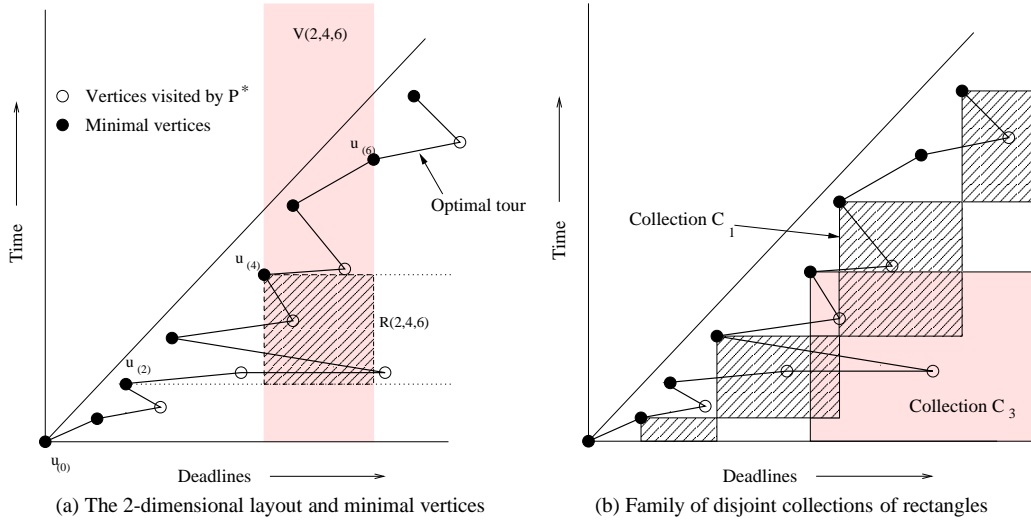 V(2,4,6)
Vertices visited by P*
Minimal vertices
u(6)
Optimal tour
Time
u(4)
R(2,4,6)
u(2)
u(0)
Deadlines
(a) The 2-dimensional layout and minimal vertices
Time
Collection C1
Collection C3
Deadlines
(b) Family of disjoint collections of rectangles